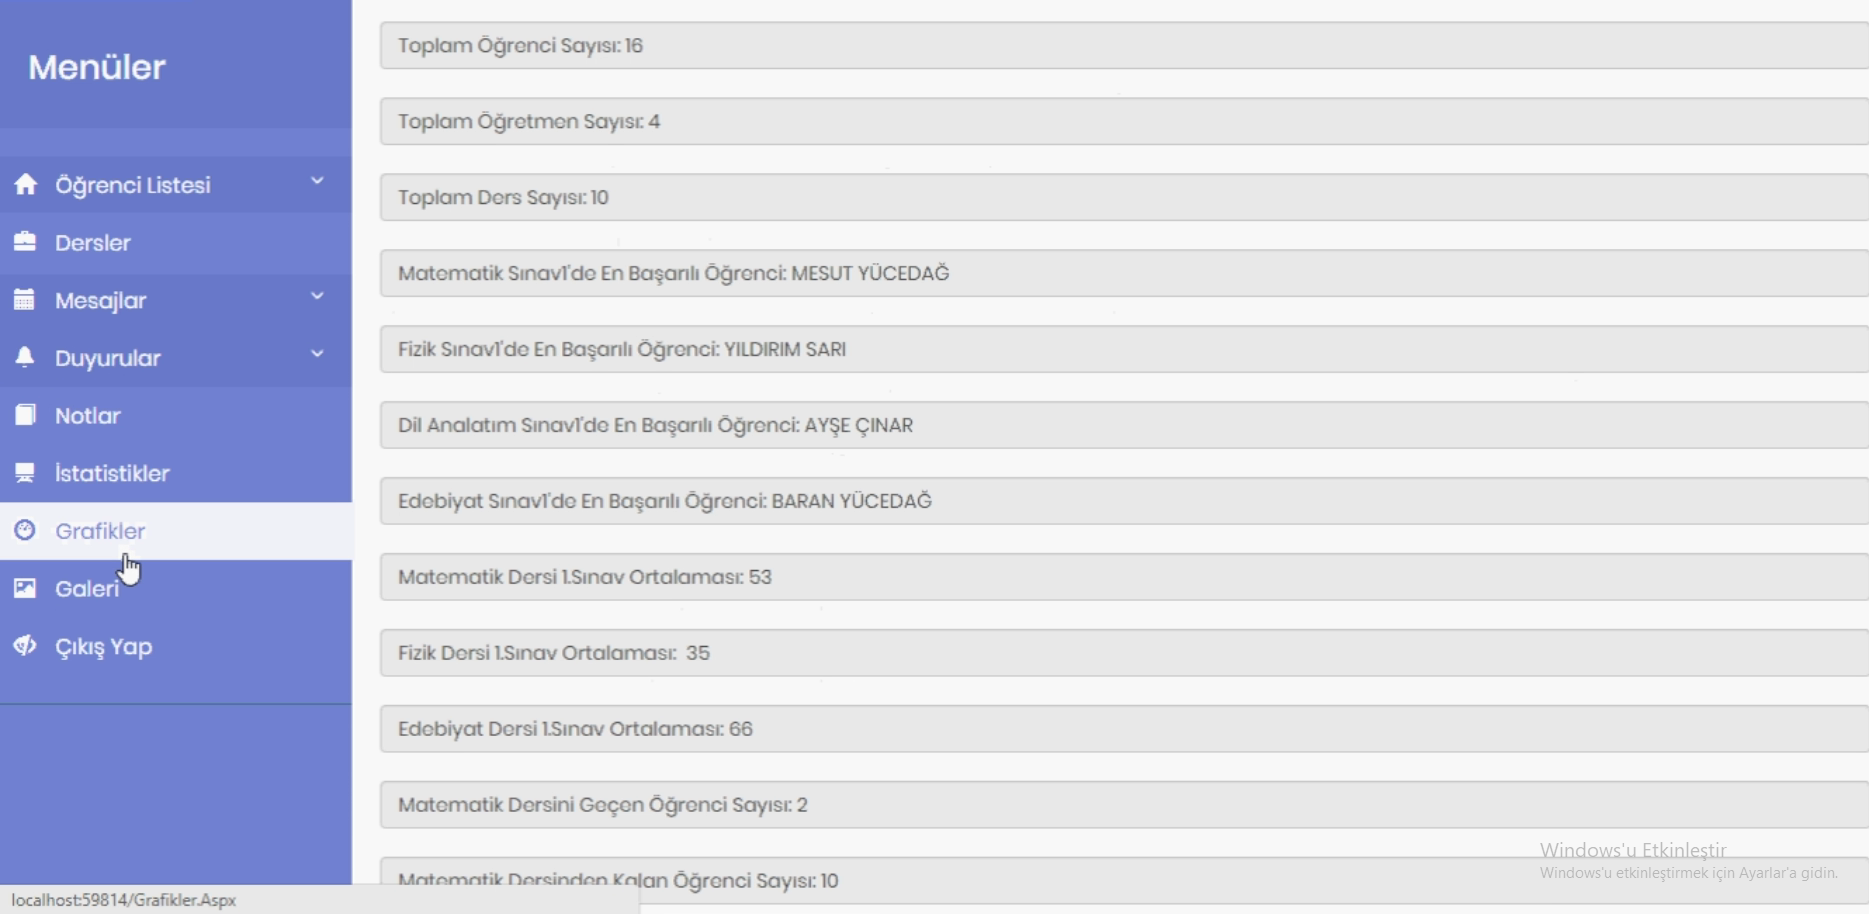 Menüler
Öğrenci Listesi
Dersler
Mesajlar
Duyurular
Notlar
İstatistikler
Grafikler
Galeri
Çıkış Yap
Toplam Öğrenci Sayısı: 16
Toplam Öğretmen Sayısı: 4
Toplam Ders Sayısı: 10
Matematik Sınav1'de En Başarılı Öğrenci: MESUT YÜCEDAĞ
Fizik Sınav1'de En Başarılı Öğrenci: YILDIRIM SARI
Dil Analatım Sınav1'de En Başarılı Öğrenci: AYŞE ÇINAR
Edebiyat Sınav1'de En Başarılı Öğrenci: BARAN YÜCEDAĞ
Matematik Dersi 1.Sınav Ortalaması: 53
Fizik Dersi 1.Sınav Ortalaması: 35
Edebiyat Dersi 1.Sınav Ortalaması: 66
Matematik Dersini Geçen Öğrenci Sayısı: 2
Matematik Dersinden Kalan Öğrenci Sayısı: 10
Windows'u Etkinleştir
Windows'u etkinleştirmek için Ayarlar'a gidin.
localhost:59814/Grafikler.Aspx